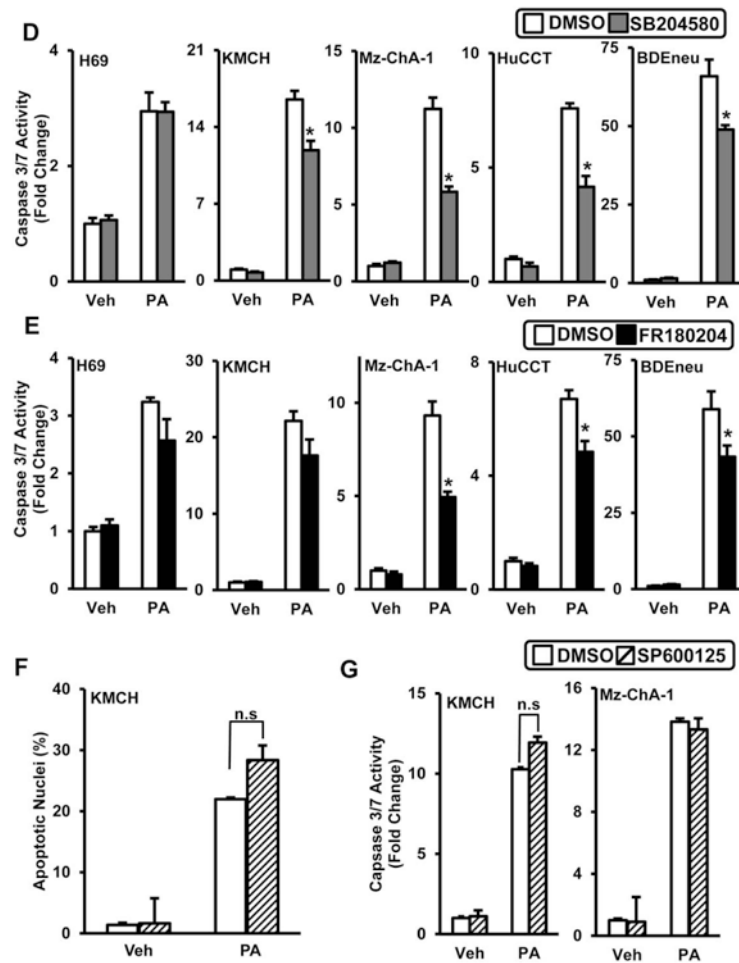 D
DMSO SB204580
H69
KMCH
Mz-ChA-1
HuCCT
BDEneu
Caspase 3/7 Activity
(Fold Change)
4
3
2
1
0
21
14
7
0
15
10
5
0
10
5
0
75
50
25
0
*
*
*
*
Veh PA
Veh PA
Veh PA
Veh PA
Veh PA
E
DMSO FR180204
H69
KMCH
Mz-ChA-1
HuCCT
BDEneu
Caspase 3/7 Activity
(Fold Change)
4
3
2
1
0
30
20
10
0
10
5
0
8
4
0
75
50
25
0
*
*
*
Veh PA
Veh PA
Veh PA
Veh PA
Veh PA
DMSO SP600125
F
KMCH
Apoptotic Nuclei (%)
40
30
20
10
0
n.s
Veh PA
G
KMCH
Mz-ChA-1
Capsase 3/7 Activity
(Fold Change)
15
10
5
0
n.s
16
12
8
4
0
Veh PA
Veh PA